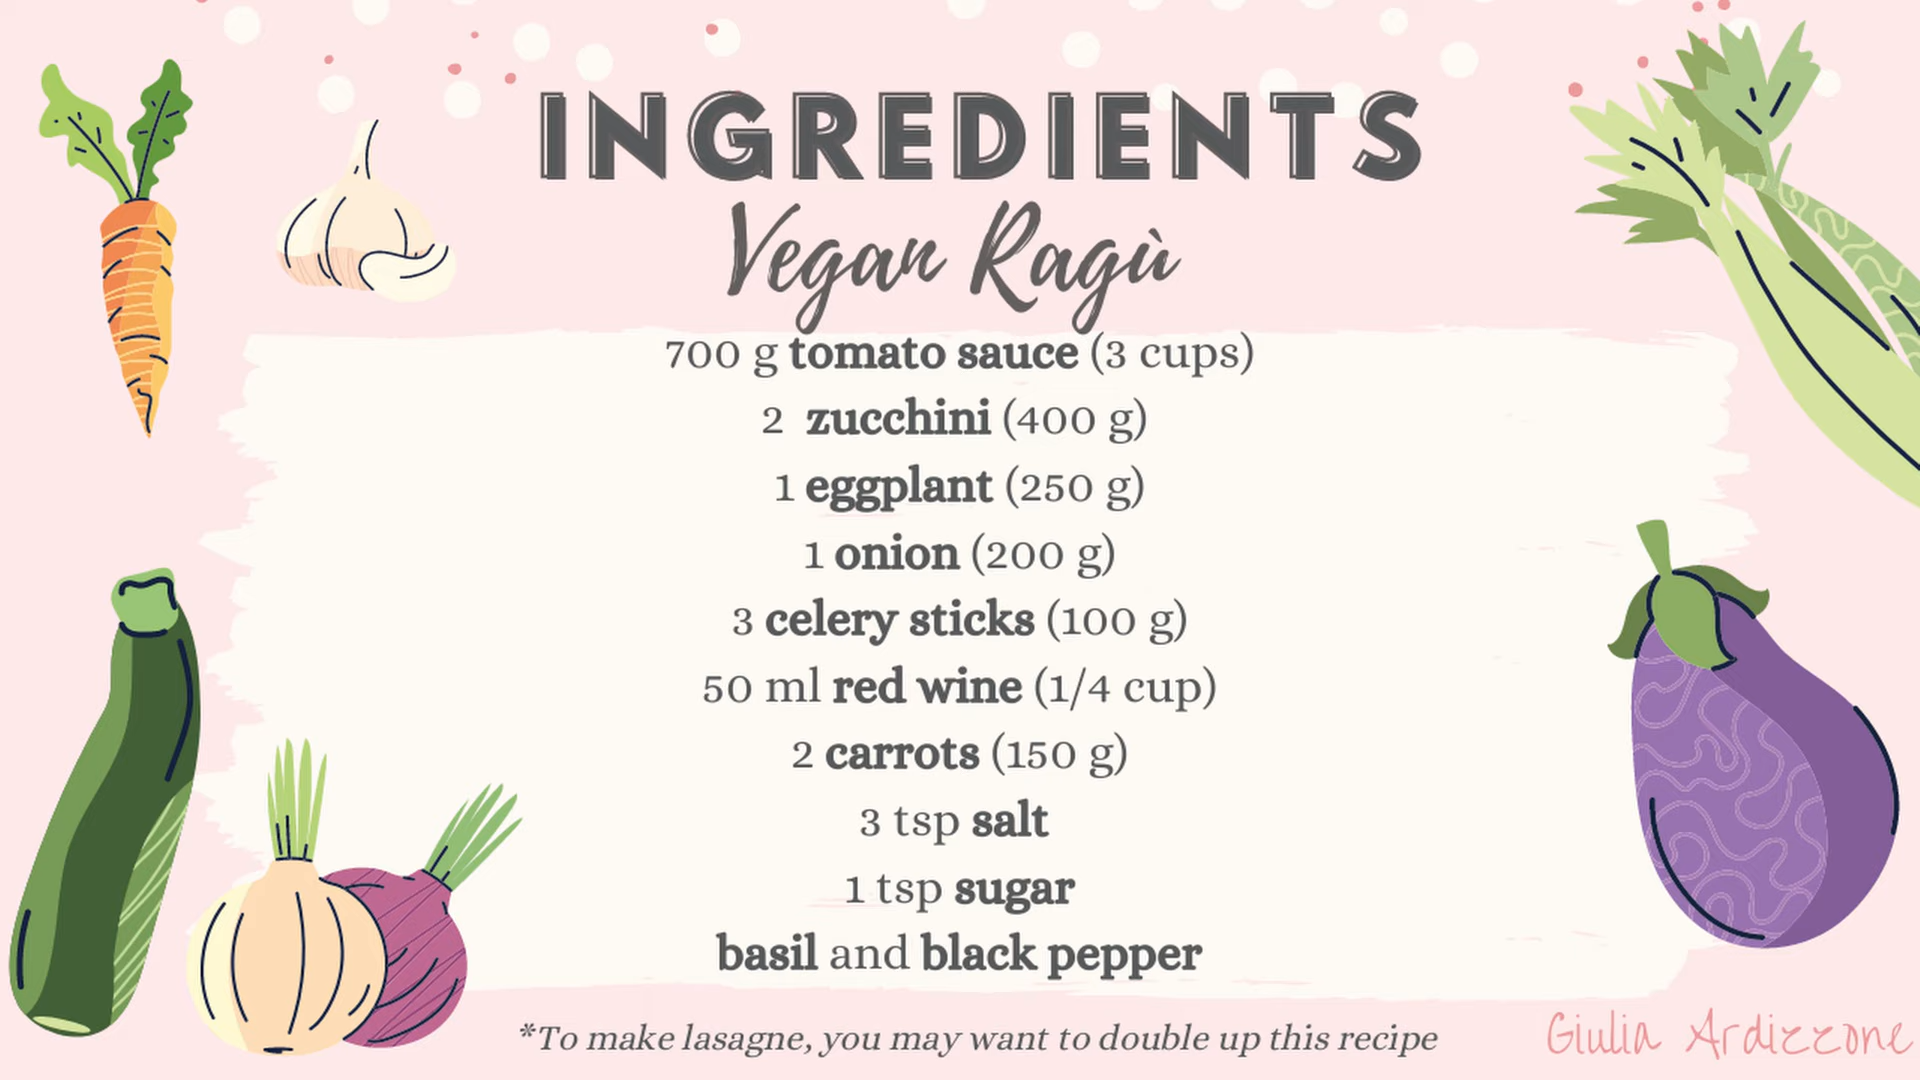 INGREDIENTS
Vegan Ragù
700 g tomato sauce (3 cups)
2 zucchini (400 g)
1 eggplant (250 g)
1 onion (200 g)
3 celery sticks (100 g)
50 ml red wine (1/4 cup)
2 carrots (150 g)
3 tsp salt
1 tsp sugar
basil and black pepper
*To make lasagne, you may want to double up this recipe
Giulia Ardizzone